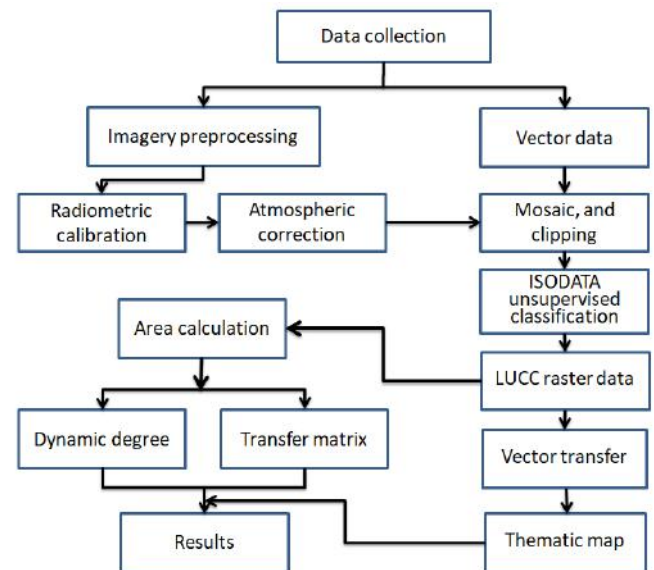 Data collection
Imagery preprocessing
Vector data
Radiometric
calibration
Atmospheric
correction
Mosaic, and
clipping
ISODATA
unsupervised
classification
Area calculation
LUCC raster data
Dynamic degree
Transfer matrix
Vector transfer
Results
Thematic map